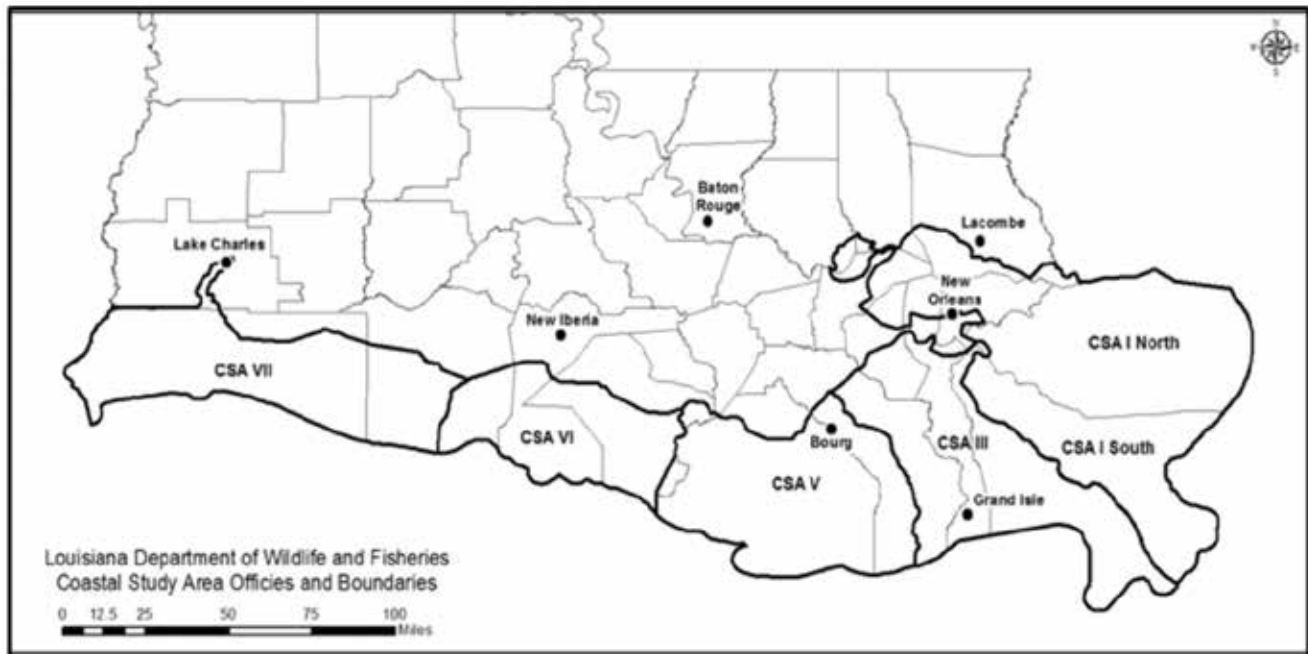 N
W
E
S
Baton
Rouge
Lacombe
Lake Charles
New
Orleans
New Iberia
CSA I North
CSA VII
CSA VI
Bourg
CSA III
CSA I South
CSA V
Grand Isle
Louisiana Department of Wildlife and Fisheries
Coastal Study Area Officies and Boundaries
0 12.5 25 50 75 100
Miles